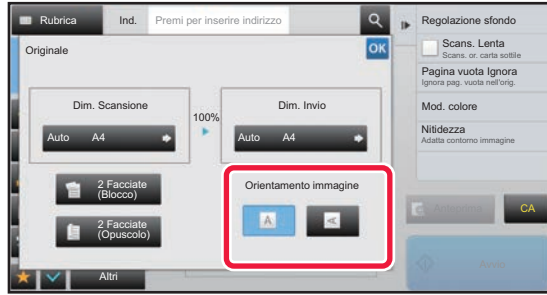 Rubrica
Ind.
Premi per inserire indirizzo
Originale
OK
Dim. Scansione
Auto A4
100%
Dim. Invio
Auto A4
2 Facciate
(Blocco)
2 Facciate
(Opuscolo)
Orientamento immagine
A
A
Altri
Regolazione sfondo
Scans. Lenta
Scans. or. carta sottile
Pagina vuota Ignora
Ignora pag. vuota nell'orig.
Mod. colore
Nitidezza
Adatta contorno immagine
Anteprima
CA
Avvio